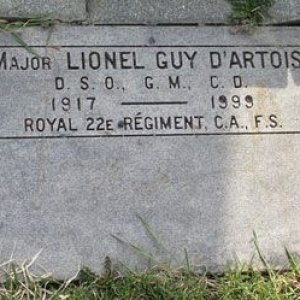 MAJOR LIONEL GUY D'ARTOIS
D. S. O., G. M., C. D.
1917 — 1999
ROYAL 22E RÉGIMENT, C.A., F.S.